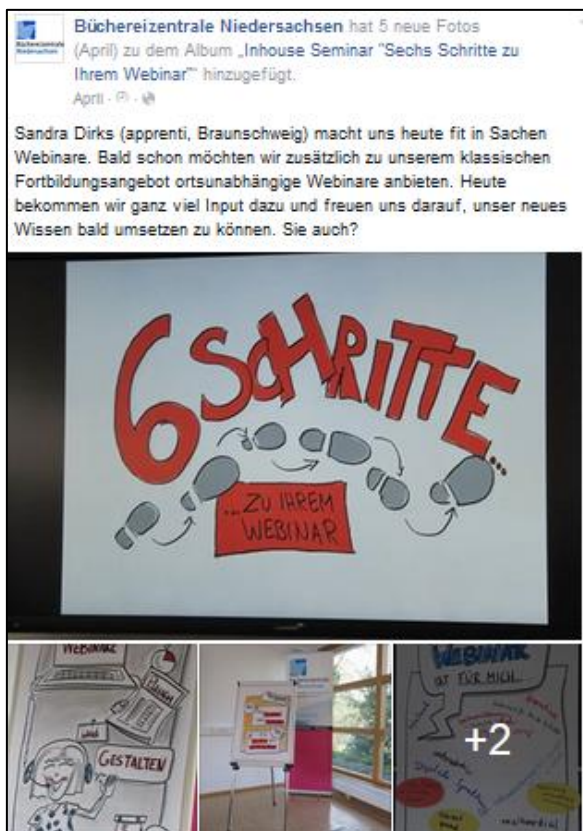 Büchereizentrale
Niedersachsen
Büchereizentrale Niedersachsen hat 5 neue Fotos
(April) zu dem Album „Inhouse Seminar "Sechs Schritte zu
Ihrem Webinar"“ hinzugefügt.
April
Sandra Dirks (apprenti, Braunschweig) macht uns heute fit in Sachen
Webinare. Bald schon möchten wir zusätzlich zu unserem klassischen
Fortbildungsangebot ortsunabhängige Webinare anbieten. Heute
bekommen wir ganz viel Input dazu und freuen uns darauf, unser neues
Wissen bald umsetzen zu können. Sie auch?
6 SCHRITTE...
...ZU IHREM
WEBINAR
WEBINARE
GESTALTEN
WEBINAR
IST FÜR MICH
+2